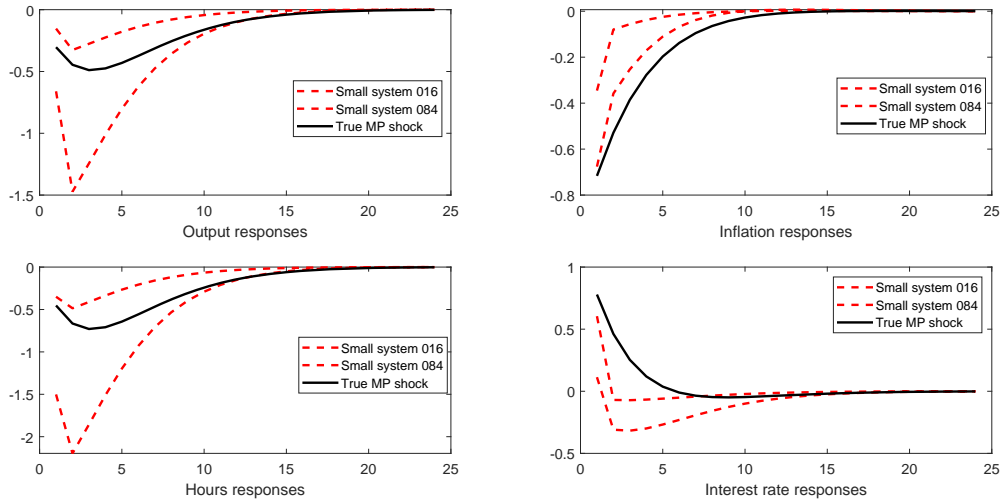 0
-0.5
-1
-1.5
0 5 10 15 20 25
Output responses
Small system 016
Small system 084
True MP shock
0
-0.2
-0.4
-0.6
-0.8
0 5 10 15 20 25
Inflation responses
Small system 016
Small system 084
True MP shock
0
-0.5
-1
-1.5
-2
0 5 10 15 20 25
Hours responses
Small system 016
Small system 084
True MP shock
1
0.5
0
-0.5
0 5 10 15 20 25
Interest rate responses
Small system 016
Small system 084
True MP shock